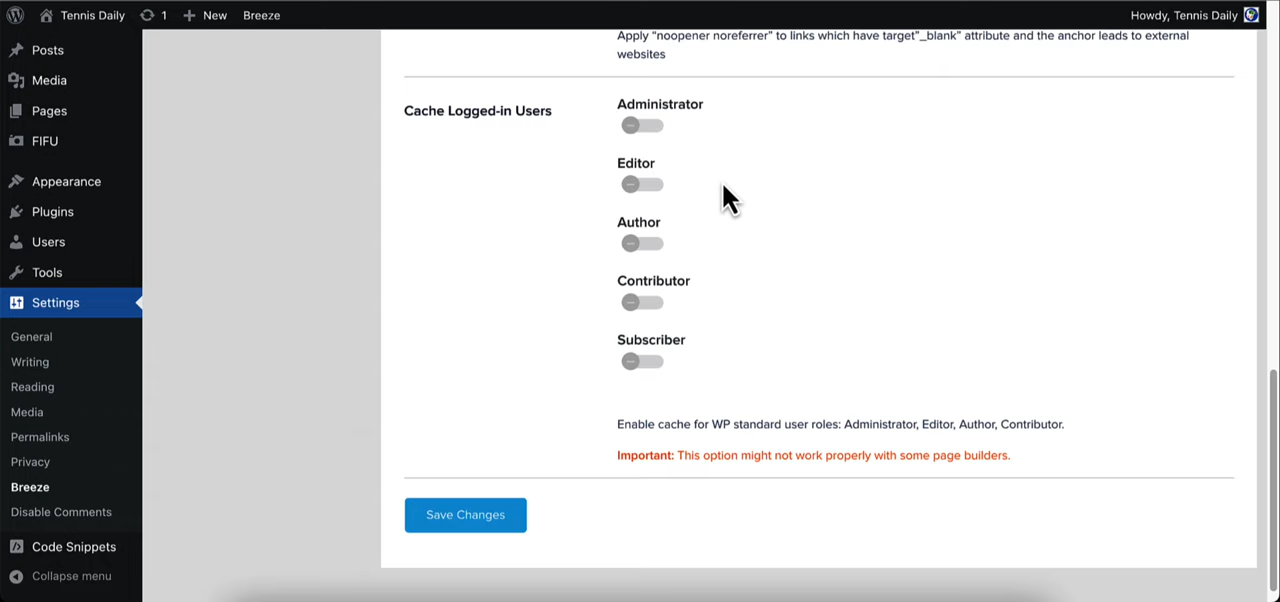 Tennis Daily 1 New Breeze Howdy, Tennis Daily
Posts
Media
Pages
FIFU
Appearance
Plugins
Users
Tools
Settings
General
Writing
Reading
Media
Permalinks
Privacy
Breeze
Disable Comments
Code Snippets
Collapse menu
Apply “noopener noreferrer” to links which have target"_blank" attribute and the anchor leads to external
websites
Cache Logged-in Users
Administrator
Editor
Author
Contributor
Subscriber
Enable cache for WP standard user roles: Administrator, Editor, Author, Contributor.
Important: This option might not work properly with some page builders.
Save Changes